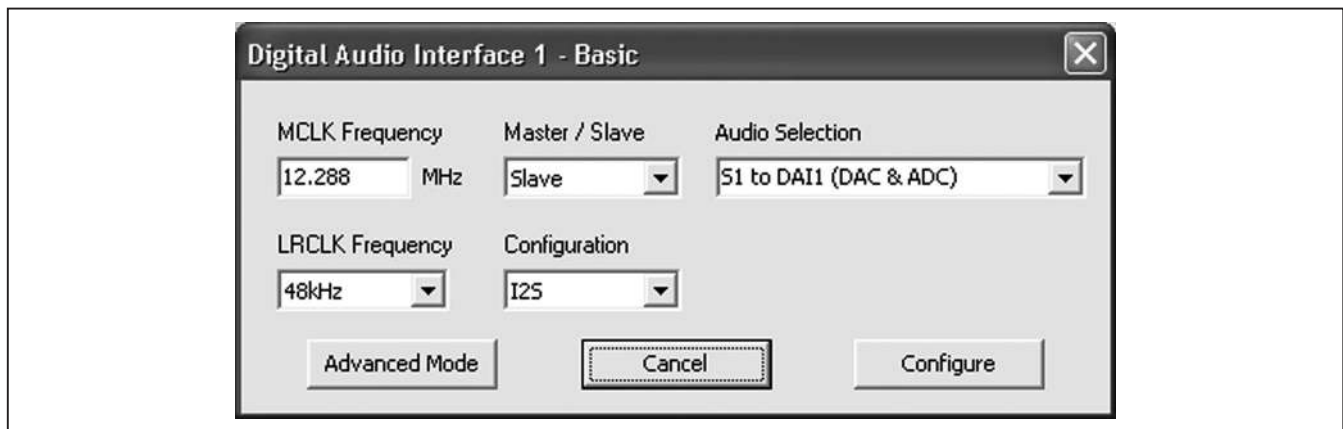 Digital Audio Interface 1 - Basic
MCLK Frequency Master / Slave Audio Selection
12.288 MHz Slave S1 to DAI1 (DAC & ADC)
LRCLK Frequency Configuration
48kHz I2S
Advanced Mode Cancel Configure